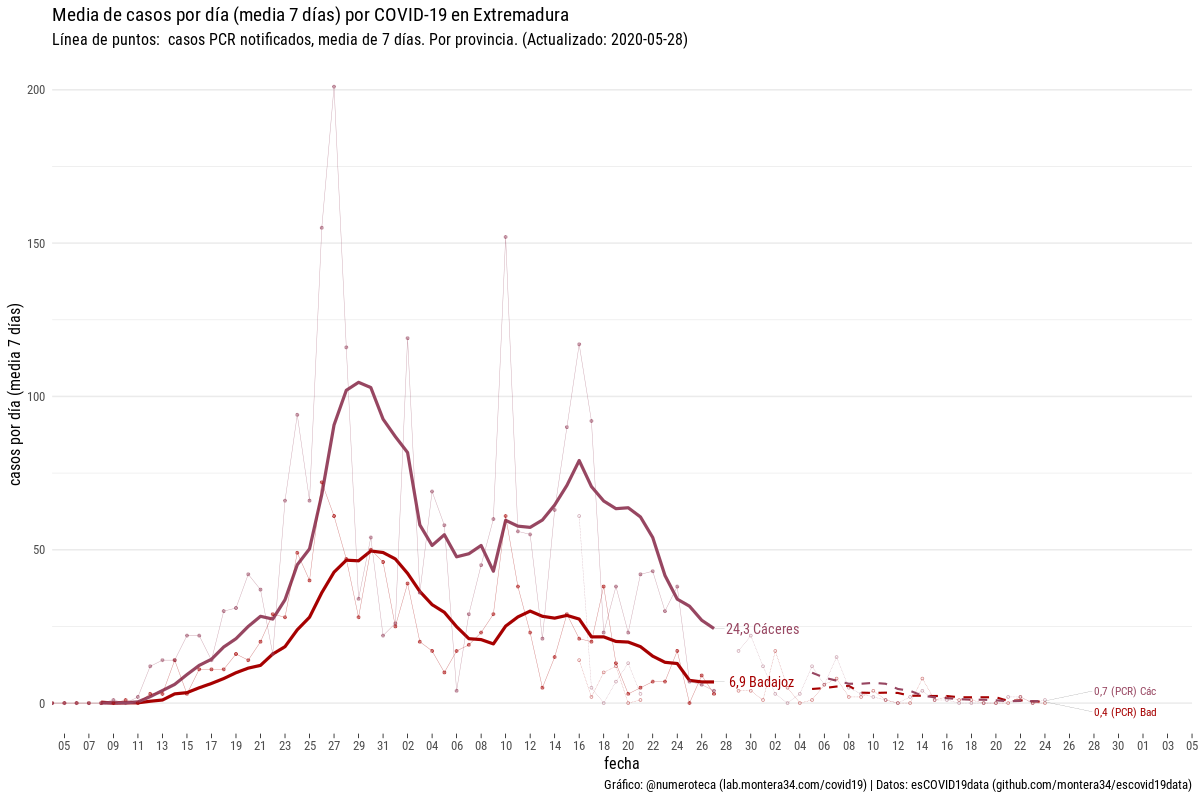 Media de casos por día (media 7 días) por COVID-19 en Extremadura
Línea de puntos:  casos PCR notificados, media de 7 días. Por provincia. (Actualizado: 2020-05-28)
casos por día (media 7 días)
200
150
100
50
0
24,3 Cáceres
6,9 Badajoz
0,7 (PCR) Các
0,4 (PCR) Bad
05 07 09 11 13 15 17 19 21 23 25 27 29 31 02 04 06 08 10 12 14 16 18 20 22 24 26 28 30 02 04 06 08 10 12 14 16 18 20 22 24 26 28 30 01 03 05
fecha
Gráfico: @numeroteca (lab.montera34.com/covid19) | Datos: esCOVID19data (github.com/montera34/escovid19data)